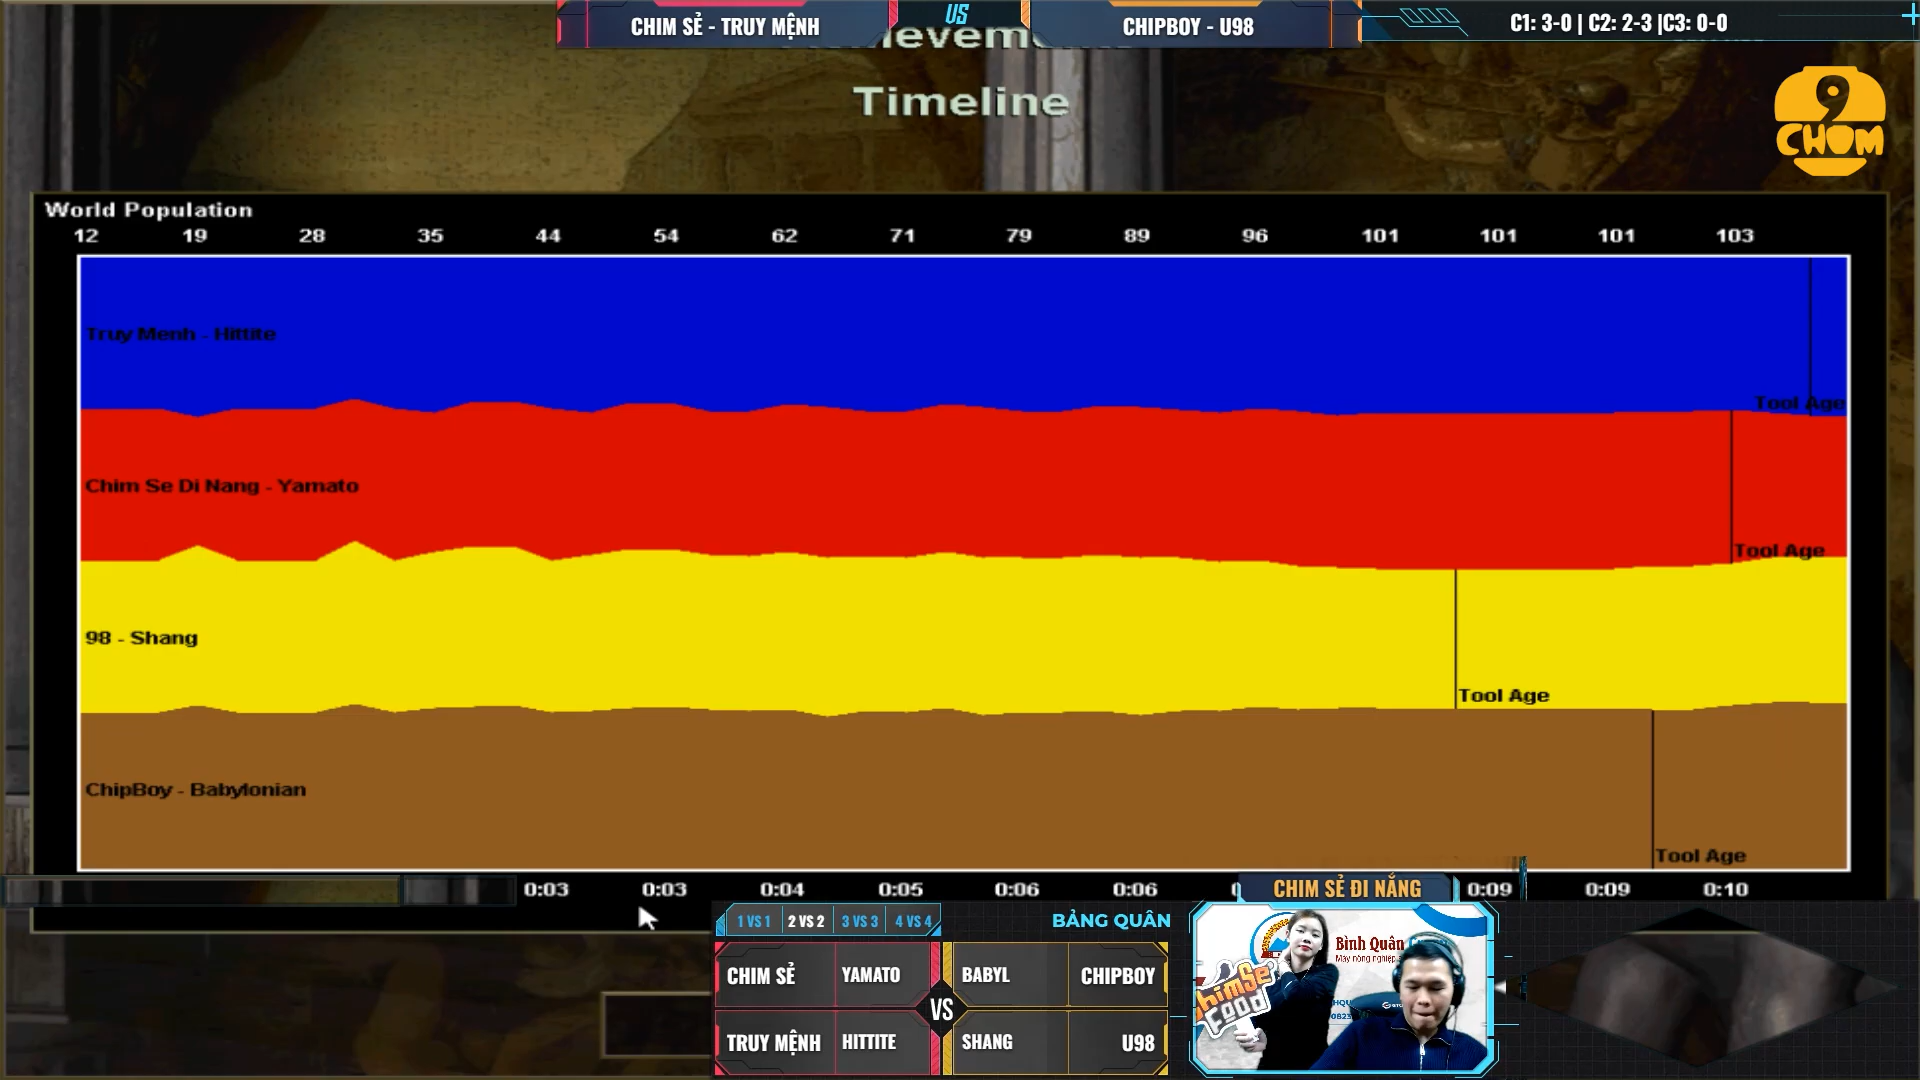 CHIM SẺ - TRUY MỆNH
VS
CHIPBOY - U98
C1: 3-0 | C2: 2-3 |C3: 0-0
Timeline
9
CHOM
World Population
12 19 28 35 44 54 62 71 79 89 96 101 101 101 103
Truy Menh - Hittite
Tool Age
Chim Se Di Nang - Yamato
Tool Age
98 - Shang
Tool Age
ChipBoy - Babylonian
Tool Age
0:03 0:03 0:04 0:05 0:06 0:06 0:09 0:09 0:10
CHIM SẺ ĐI NẮNG
1 VS 1 2 VS 2 3 VS 3 4 VS 4
BẢNG QUÂN
CHIM SẺ YAMATO
BABYL CHIPBOY
VS
TRUY MỆNH HITTITE
SHANG U98
Bình Quân
ChimSe
Food